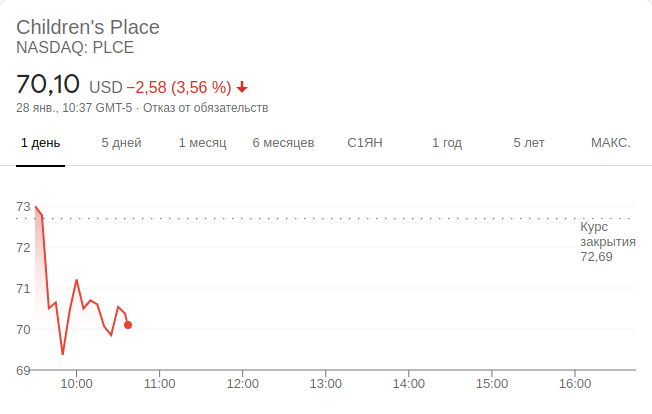 Children's Place
NASDAQ: PLCE
70,10 USD −2,58 (3,56 %)
28 янв., 10:37 GMT-5 · Отказ от обязательств
1 день 5 дней 1 месяц 6 месяцев С1ЯН 1 год 5 лет МАКС.
73
Курс
закрытия
72,69
72
71
70
69
10:00 11:00 12:00 13:00 14:00 15:00 16:00